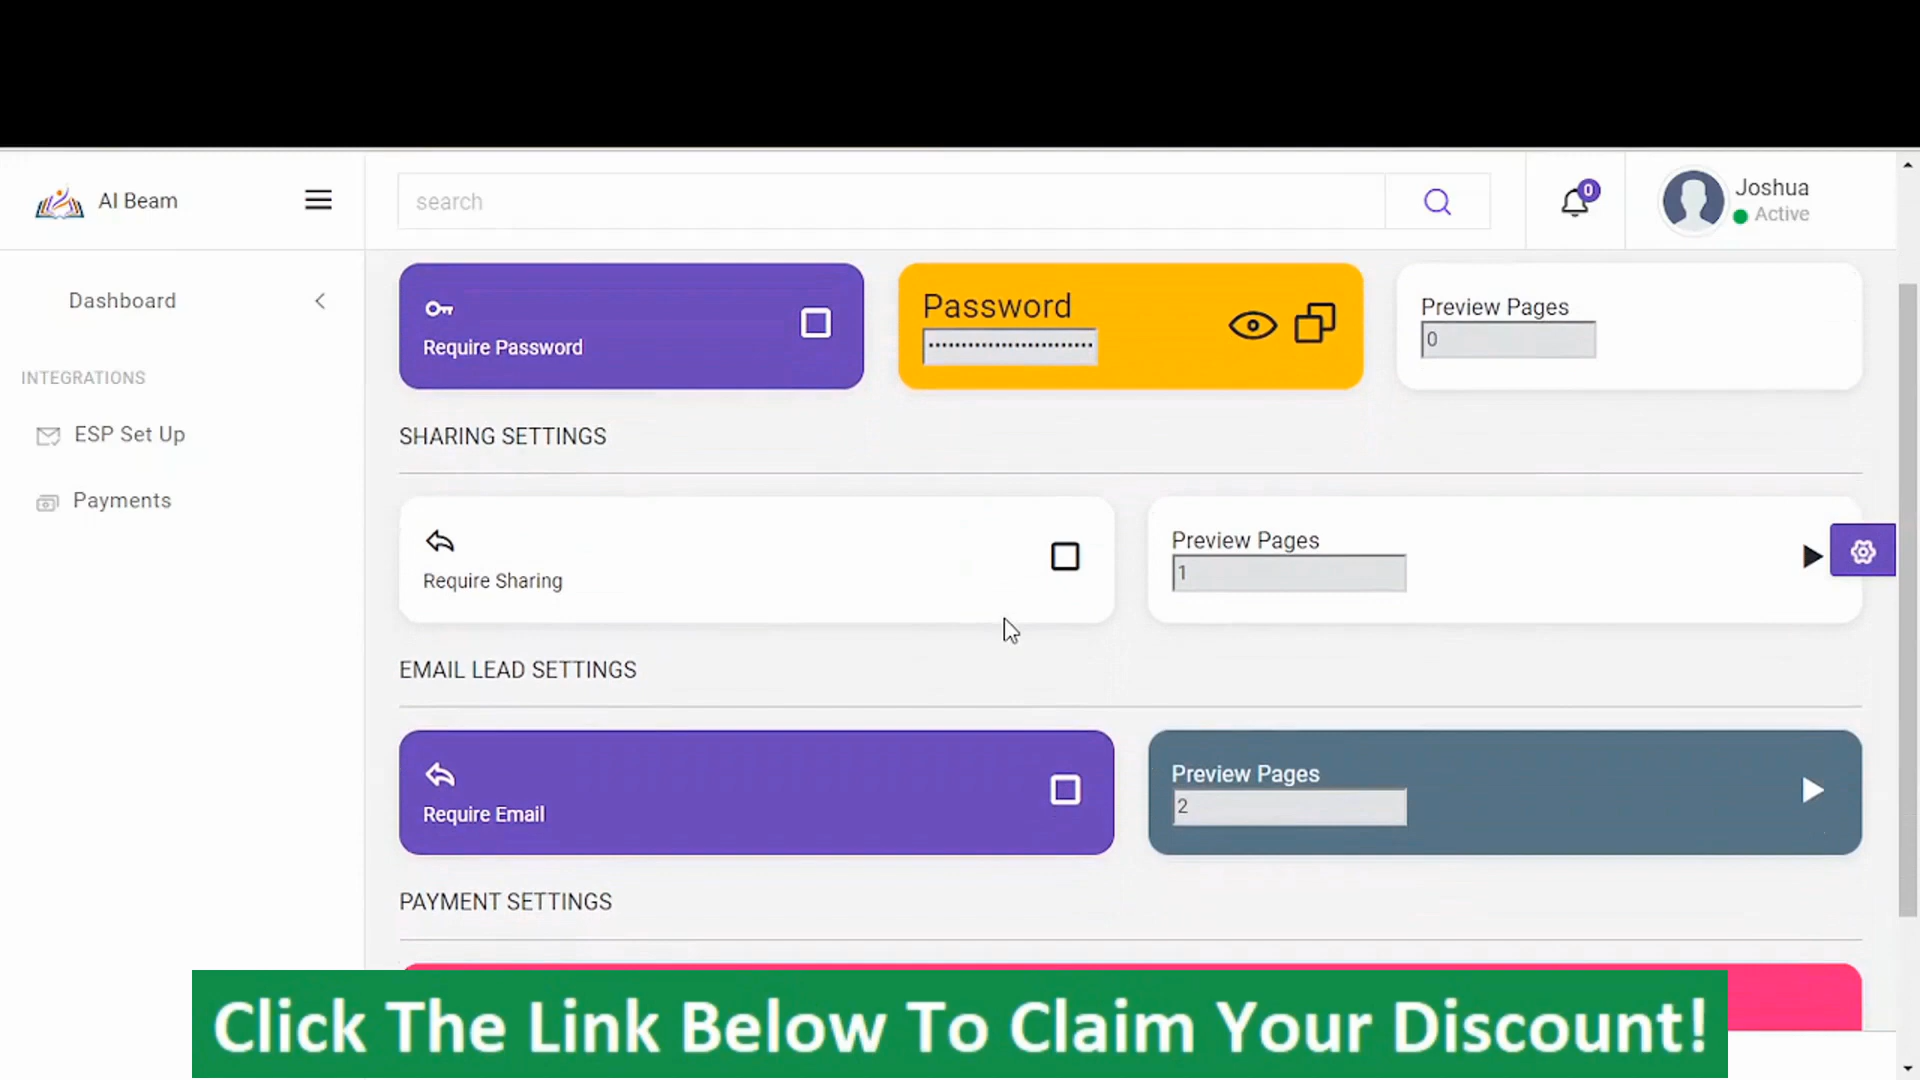 AI Beam
search
0
Joshua
Active
Dashboard
INTEGRATIONS
ESP Set Up
Payments
Require Password
Password
Preview Pages
0
SHARING SETTINGS
Require Sharing
Preview Pages
1
EMAIL LEAD SETTINGS
Require Email
Preview Pages
2
PAYMENT SETTINGS
Click The Link Below To Claim Your Discount!